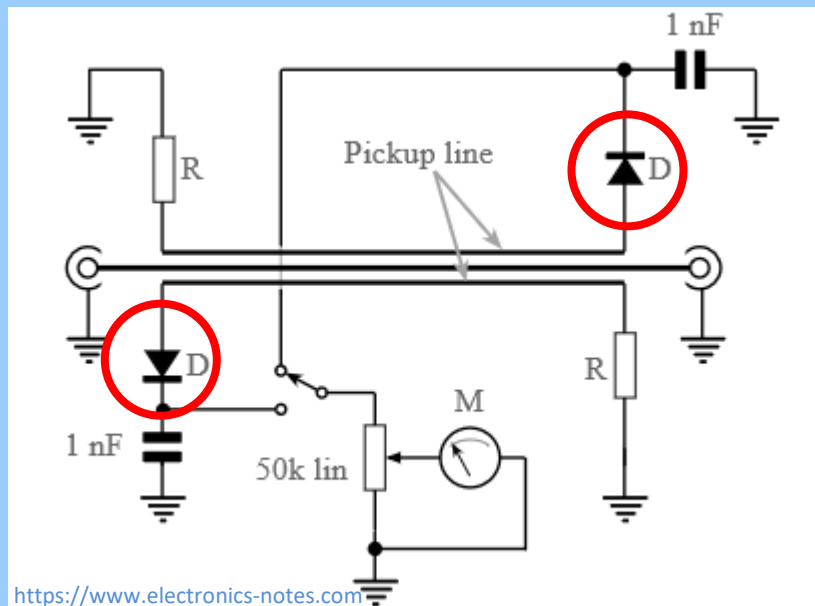 1 nF
R
Pickup line
D
D
R
M
1 nF
50k lin
https://www.electronics-notes.com